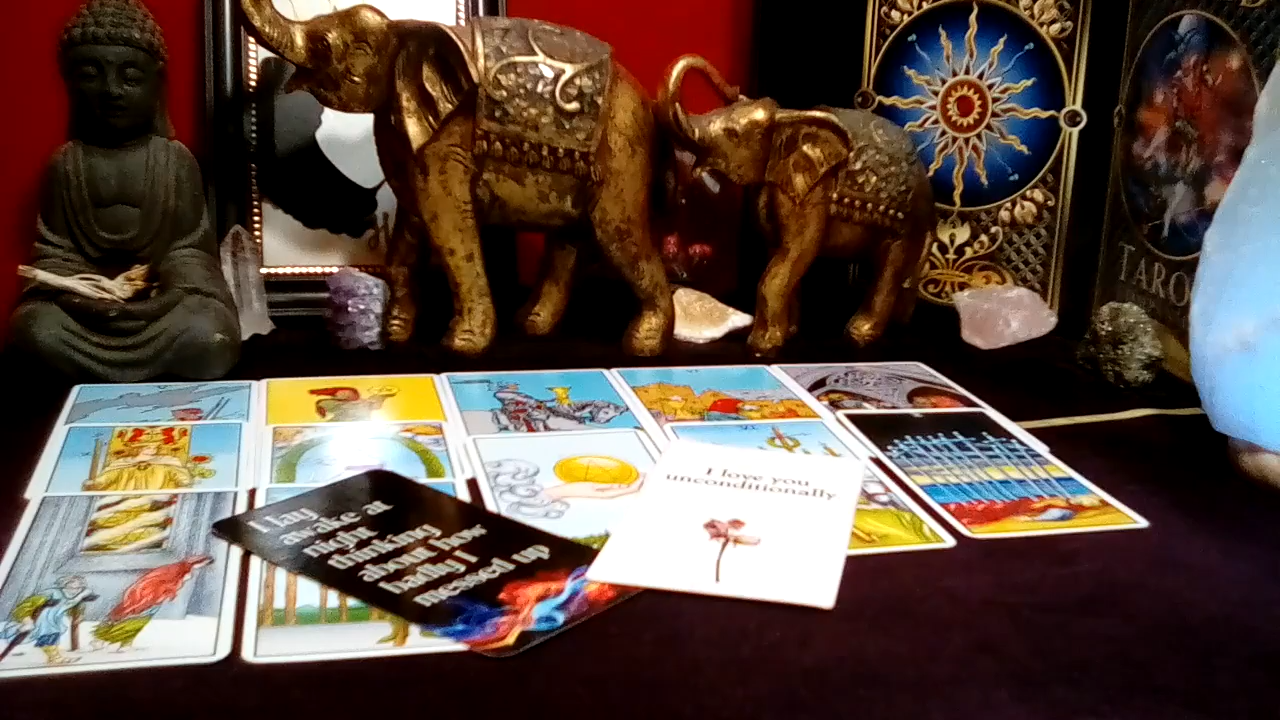 TARO
I love you
unconditionally
I lay
awake at
night
thinking
about how
badly I
messed up